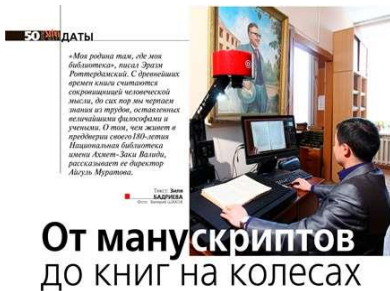 50
ДАТЫ
«Моя родина там, где моя
библиотека», писал Эразм
Роттердамский. С древнейших
времен книги считаются
сокровищницей человеческой
мысли, до сих пор мы черпаем
знания из трудов, оставленных
величайшими философами и
учеными. О том, чем живет в
преддверии своего 180-летия
Национальная библиотека
имени Ахмет-Заки Валиди,
рассказывает ее директор
Айгуль Муратова.
Текст: Заля
БАДРИЕВА
Фото:
От манускриптов
до книг на колесах